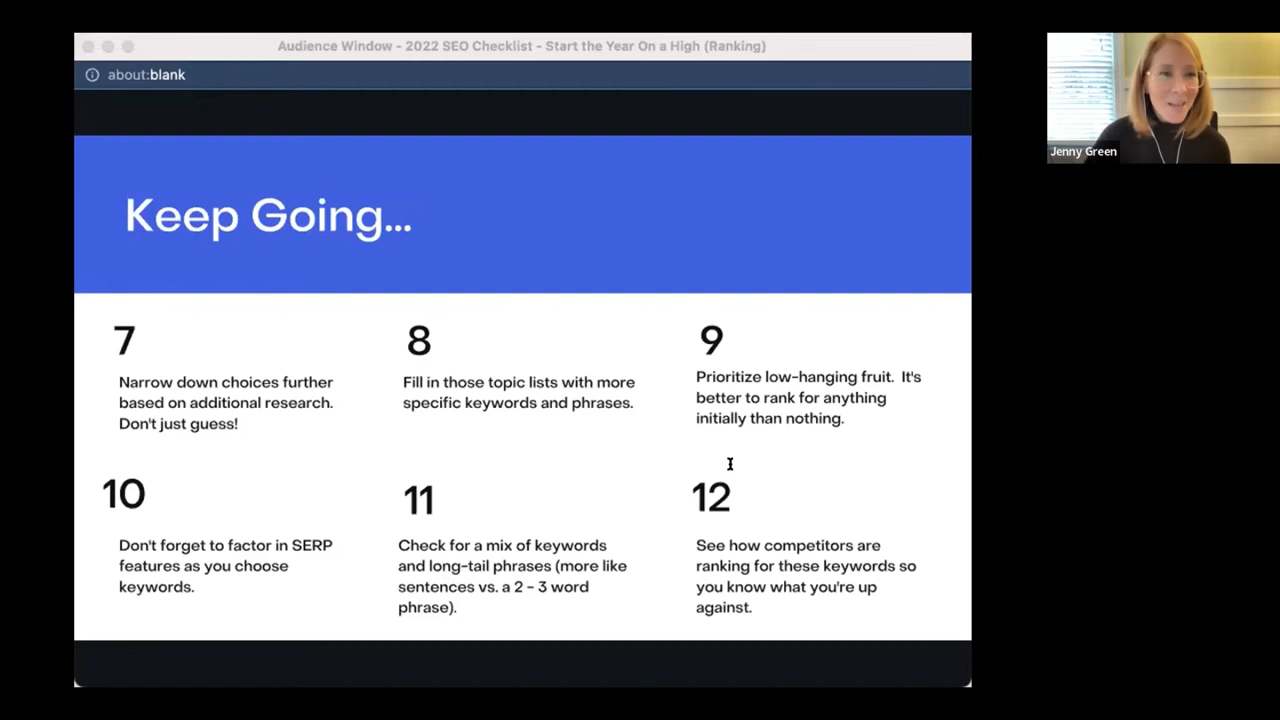 Audience Window - 2022 SEO Checklist - Start the Year On a High (Ranking)
about:blank
Jenny Green
Keep Going...
7
Narrow down choices further
based on additional research.
Don't just guess!
8
Fill in those topic lists with more
specific keywords and phrases.
9
Prioritize low-hanging fruit.  It's
better to rank for anything
initially than nothing.
10
Don't forget to factor in SERP
features as you choose
keywords.
11
Check for a mix of keywords
and long-tail phrases (more like
sentences vs. a 2 - 3 word
phrase).
12
See how competitors are
ranking for these keywords so
you know what you're up
against.